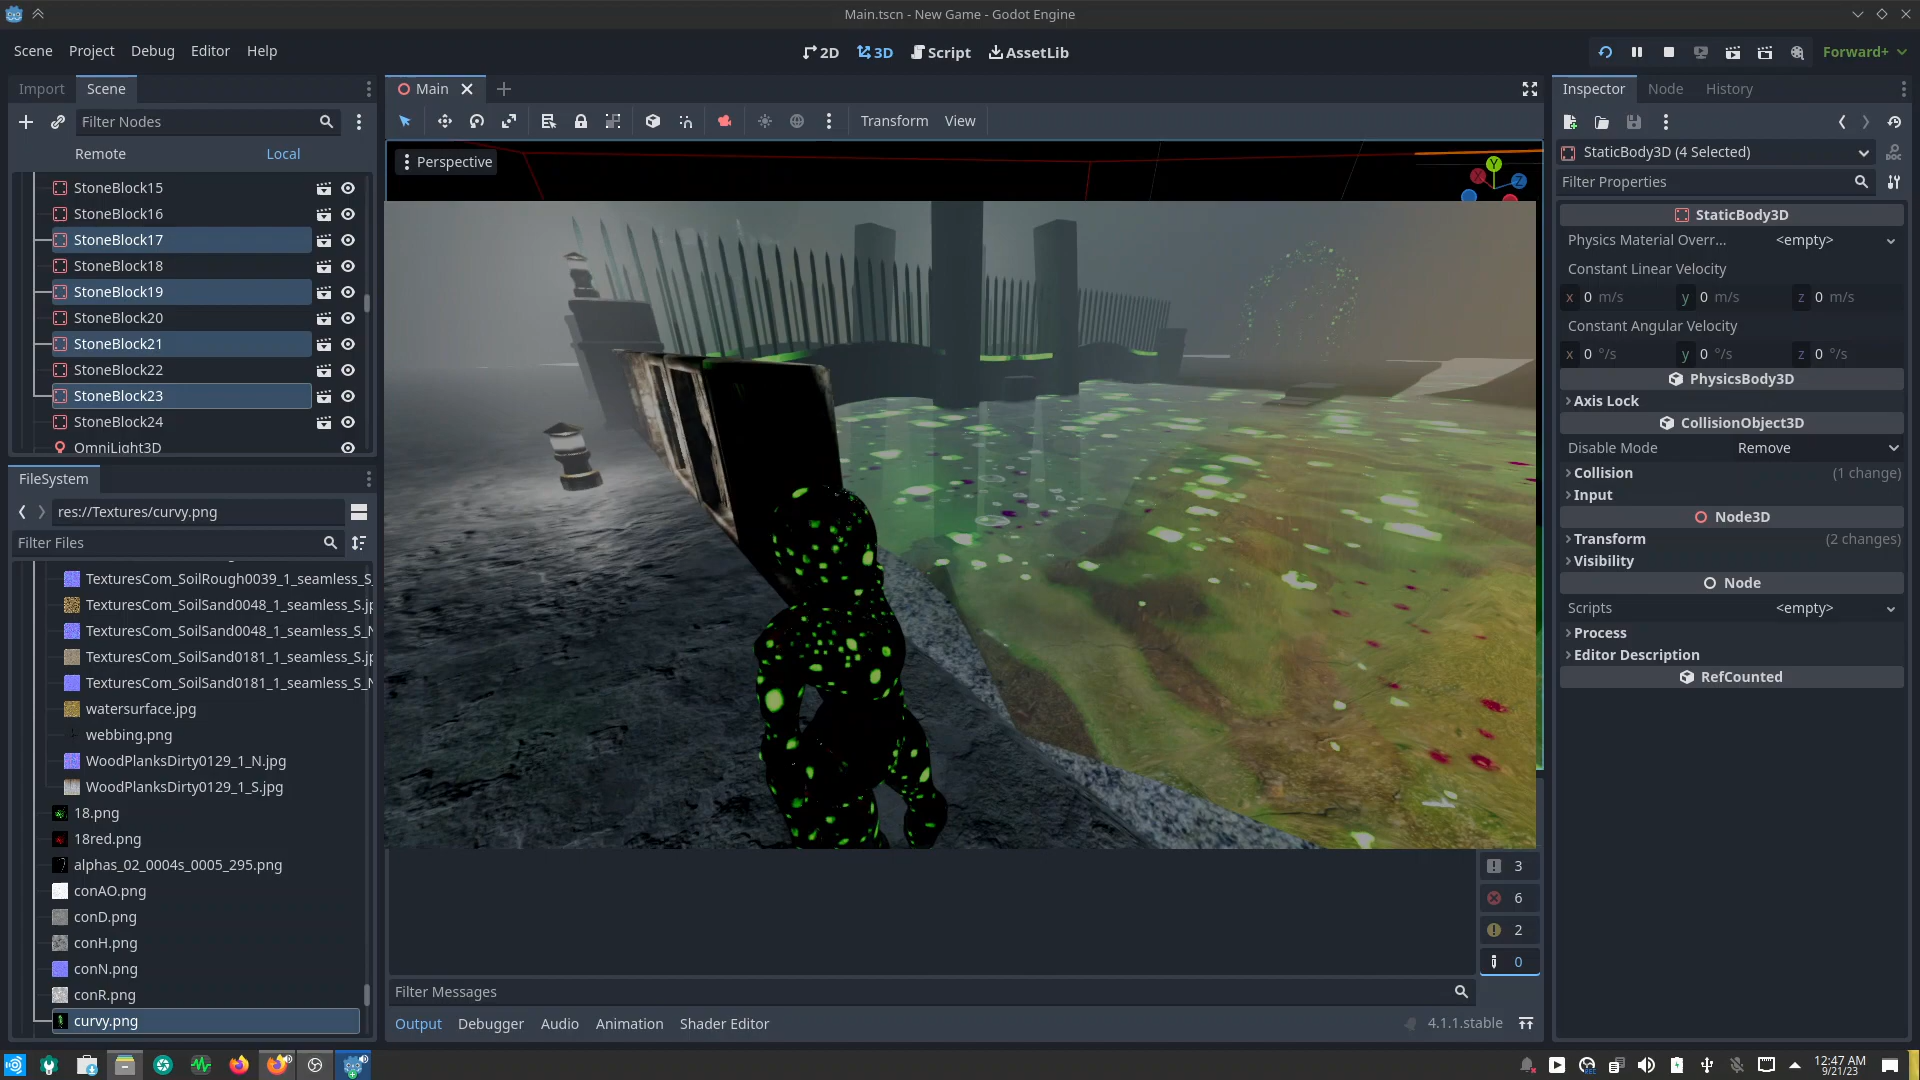 Main.tscn - New Game - Godot Engine
Scene Project Debug Editor Help
2D 3D Script AssetLib
Forward+
Import Scene
Filter Nodes
Remote Local
StoneBlock15
StoneBlock16
StoneBlock17
StoneBlock18
StoneBlock19
StoneBlock20
StoneBlock21
StoneBlock22
StoneBlock23
StoneBlock24
OmniLight3D
FileSystem
res://Textures/curvy.png
Filter Files
TexturesCom_SoilRough0039_1_seamless_S_
TexturesCom_SoilSand0048_1_seamless_S.jp
TexturesCom_SoilSand0048_1_seamless_S_N
TexturesCom_SoilSand0181_1_seamless_S.jp
TexturesCom_SoilSand0181_1_seamless_S_N
watersurface.jpg
webbing.png
WoodPlanksDirty0129_1_N.jpg
WoodPlanksDirty0129_1_S.jpg
18.png
18red.png
alphas_02_0004s_0005_295.png
conAO.png
conD.png
conH.png
conN.png
conR.png
curvy.png
Main
Transform View
Perspective
Y
X
Z
3
6
2
0
Filter Messages
Output Debugger Audio Animation Shader Editor
4.1.1.stable
Inspector Node History
StaticBody3D (4 Selected)
DOC
Filter Properties
StaticBody3D
Physics Material Overr... <empty>
Constant Linear Velocity
x 0 m/s y 0 m/s z 0 m/s
Constant Angular Velocity
x 0 °/s y 0 °/s z 0 °/s
PhysicsBody3D
Axis Lock
CollisionObject3D
Disable Mode Remove
Collision (1 change)
Input
Node3D
Transform (2 changes)
Visibility
Node
Scripts <empty>
Process
Editor Description
RefCounted
12:47 AM
9/21/23